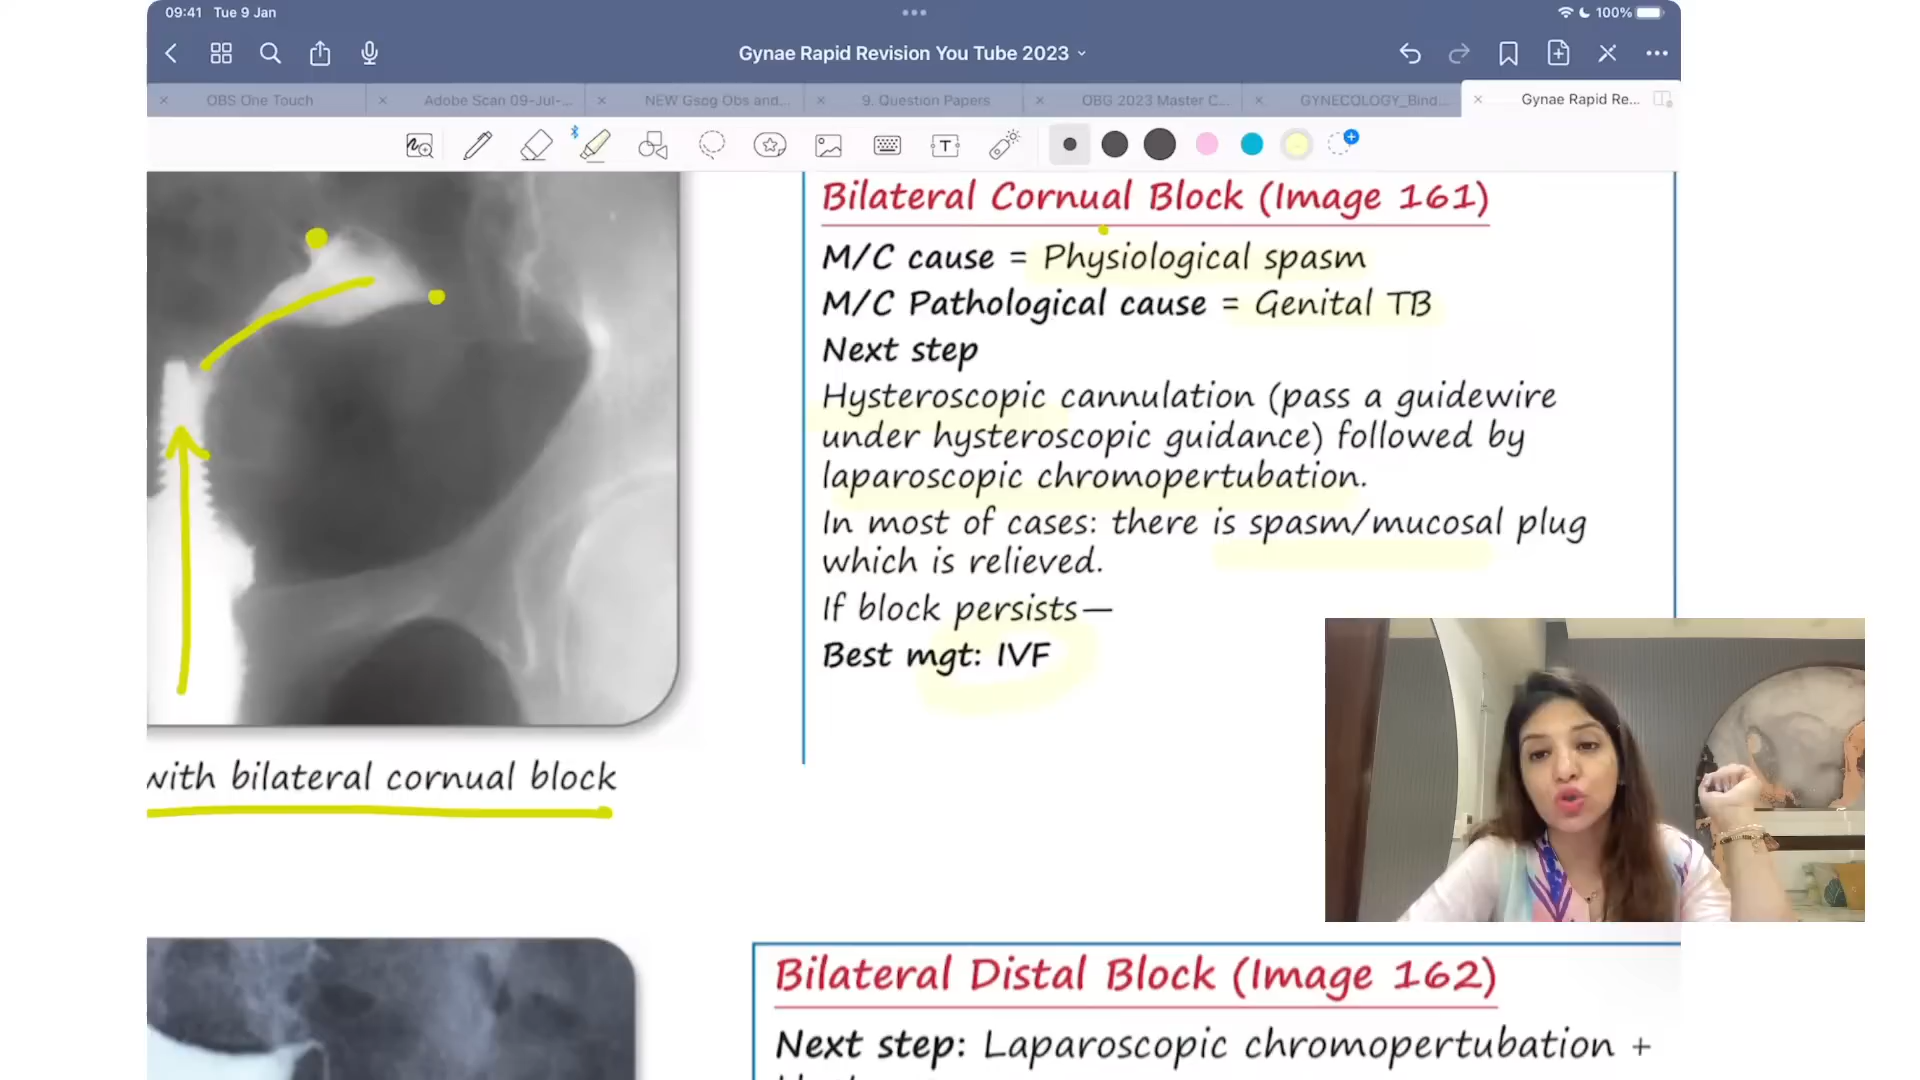 09:41 Tue 9 Jan
100%
Gynae Rapid Revision You Tube 2023
OBS One Touch
Adobe Scan 09-Jul-...
NEW Gsog Obs and...
9. Question Papers
OBG 2023 Master C...
GYNECOLOGY_Bind...
Gynae Rapid Re...
T
with bilateral cornual block
Bilateral Cornual Block (Image 161)
M/C cause = Physiological spasm
M/C Pathological cause = Genital TB
Next step
Hysteroscopic cannulation (pass a guidewire
under hysteroscopic guidance) followed by
laparoscopic chromopertubation.
In most of cases: there is spasm/mucosal plug
which is relieved.
If block persists—
Best mgt: IVF
Bilateral Distal Block (Image 162)
Next step: Laparoscopic chromopertubation +